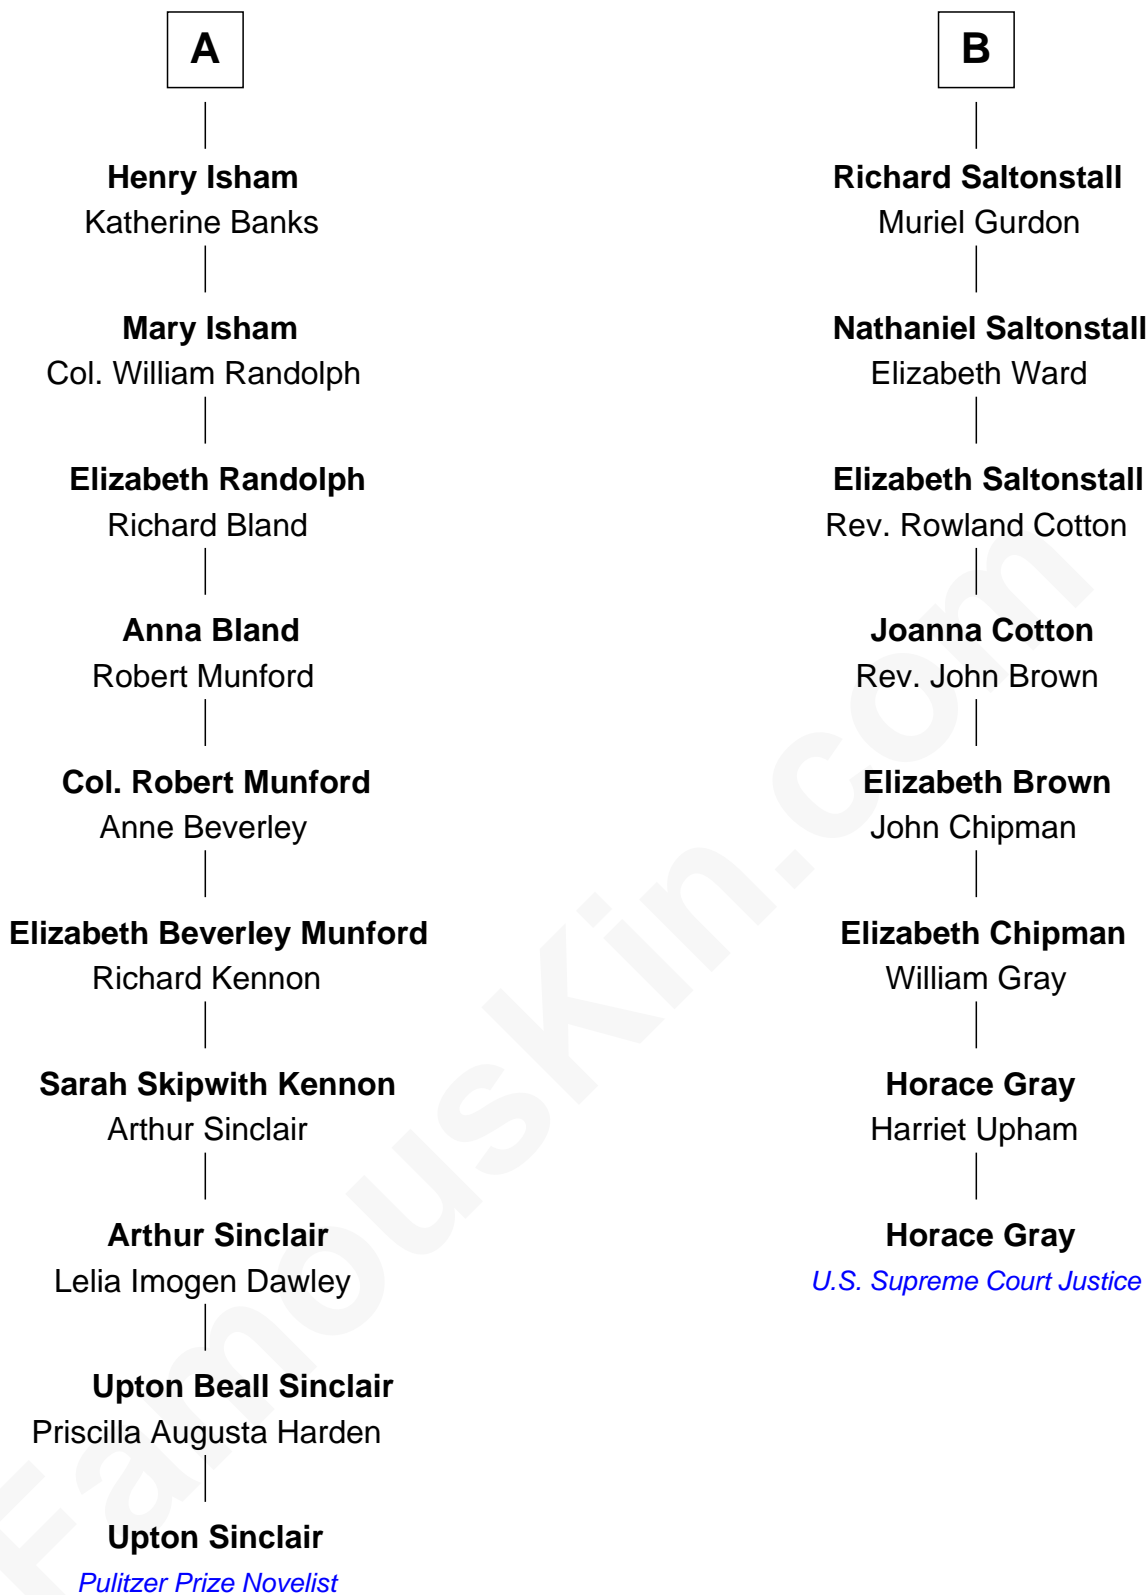 A
Henry Isham
Katherine Banks
Mary Isham
Col. William Randolph
Elizabeth Randolph
Richard Bland
Anna Bland
Robert Munford
Col. Robert Munford
Anne Beverley
Elizabeth Beverley Munford
Richard Kennon
Sarah Skipwith Kennon
Arthur Sinclair
Arthur Sinclair
Lelia Imogen Dawley
Upton Beall Sinclair
Priscilla Augusta Harden
Upton Sinclair
Pulitzer Prize Novelist
B
Richard Saltonstall
Muriel Gurdon
Nathaniel Saltonstall
Elizabeth Ward
Elizabeth Saltonstall
Rev. Rowland Cotton
Joanna Cotton
Rev. John Brown
Elizabeth Brown
John Chipman
Elizabeth Chipman
William Gray
Horace Gray
Harriet Upham
Horace Gray
U.S. Supreme Court Justice
FamousKin.com